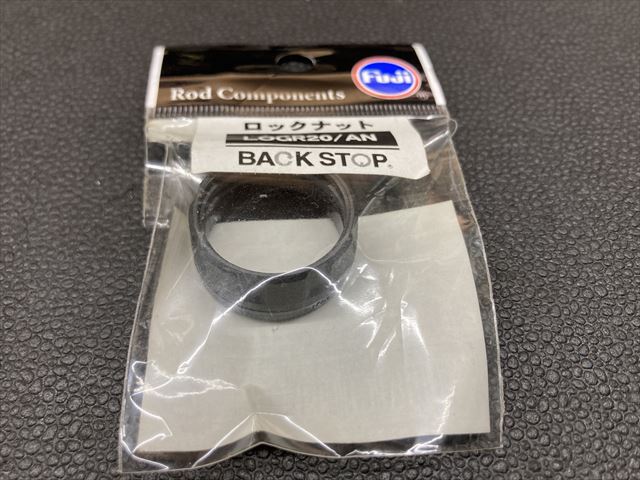 Fuji
®
Rod Components
ロックナット
LCGR20/AN
BACK STOP®